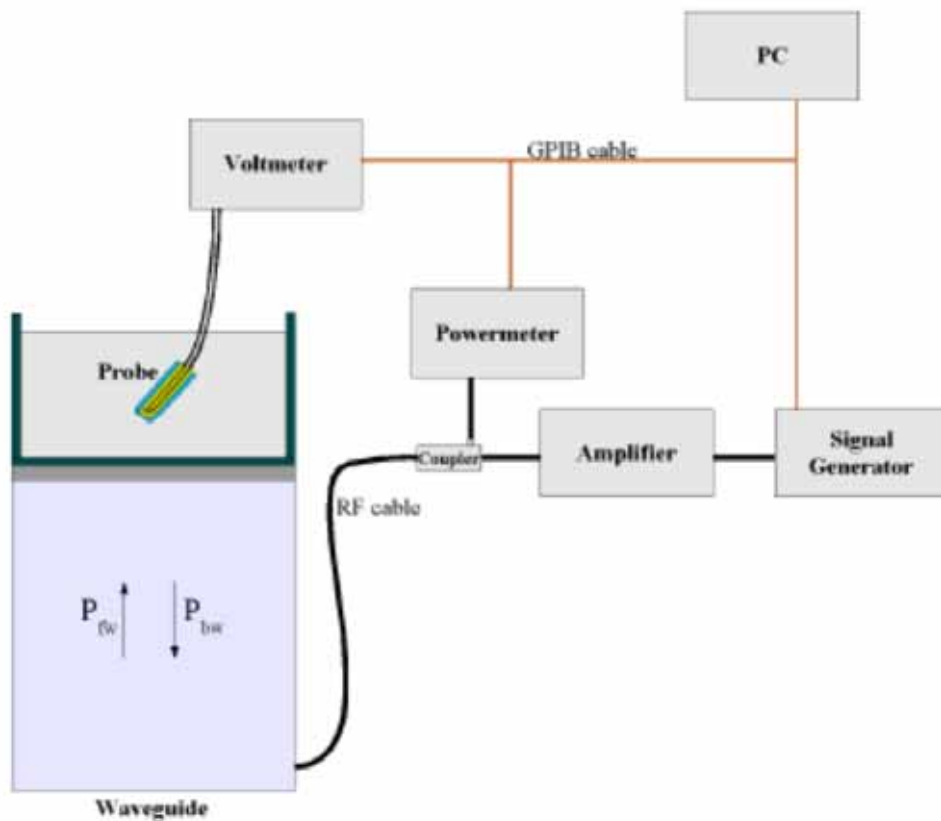 PC
GPIB cable
Voltmeter
Powermeter
Probe
Coupler
Amplifier
Signal
Generator
RF cable
P fw
P bw
Waveguide